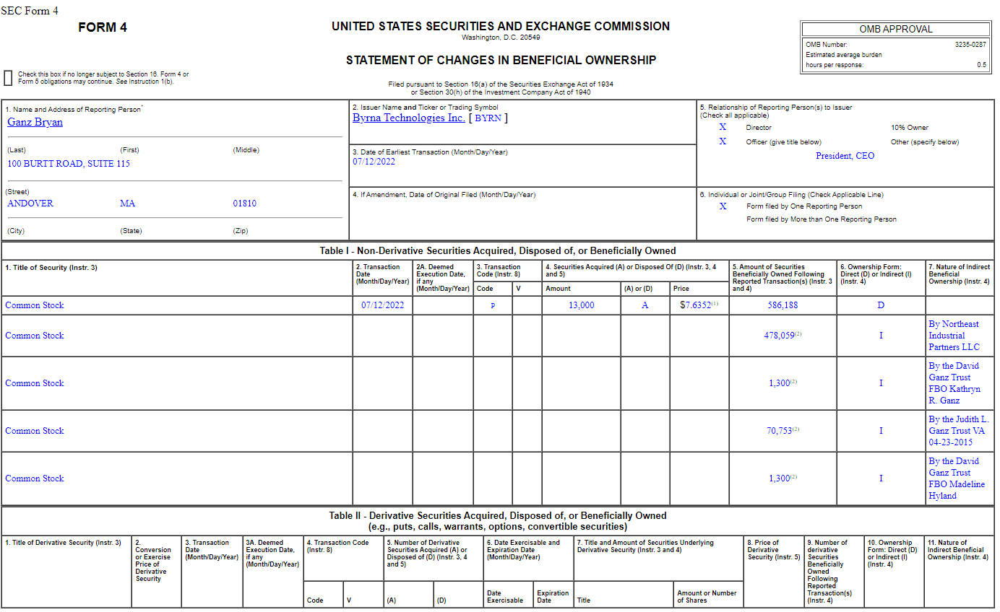 SEC Form 4
FORM 4
UNITED STATES SECURITIES AND EXCHANGE COMMISSION
Washington, D.C. 20549
STATEMENT OF CHANGES IN BENEFICIAL OWNERSHIP
Filed pursuant to Section 16(a) of the Securities Exchange Act of 1934
or Section 30(h) of the Investment Company Act of 1940
OMB APPROVAL
OMB Number: 3235-0287
Estimated average burden
hours per response: 0.5
Check this box if no longer subject to Section 16. Form 4 or
Form 5 obligations may continue. See Instruction 1(b).
1. Name and Address of Reporting Person*
Ganz Bryan
(Last) (First) (Middle)
100 BURTT ROAD, SUITE 115
(Street)
ANDOVER MA 01810
(City) (State) (Zip)
2. Issuer Name and Ticker or Trading Symbol
Byrna Technologies Inc. [ BYRN ]
3. Date of Earliest Transaction (Month/Day/Year)
07/12/2022
4. If Amendment, Date of Original Filed (Month/Day/Year)
5. Relationship of Reporting Person(s) to Issuer
(Check all applicable)
X Director 10% Owner
X Officer (give title below) Other (specify below)
President, CEO
6. Individual or Joint/Group Filing (Check Applicable Line)
X Form filed by One Reporting Person
Form filed by More than One Reporting Person
Table I - Non-Derivative Securities Acquired, Disposed of, or Beneficially Owned
1. Title of Security (Instr. 3)
2. Transaction
Date
(Month/Day/Year)
2A. Deemed
Execution Date,
if any
(Month/Day/Year)
3. Transaction
Code (Instr. 8)
4. Securities Acquired (A) or Disposed Of (D) (Instr. 3, 4
and 5)
5. Amount of Securities
Beneficially Owned Following
Reported Transaction(s) (Instr. 3
and 4)
6. Ownership Form:
Direct (D) or Indirect (I)
(Instr. 4)
7. Nature of Indirect
Beneficial
Ownership (Instr. 4)
Code V Amount (A) or (D) Price
Common Stock 07/12/2022 P 13,000 A $7.6352(1) 586,188 D
Common Stock 478,059(2) I By Northeast
Industrial
Partners LLC
Common Stock 1,300(2) I By the David
Ganz Trust
FBO Kathryn
R. Ganz
Common Stock 70,753(2) I By the Judith L.
Ganz Trust VA
04-23-2015
Common Stock 1,300(2) I By the David
Ganz Trust
FBO Madeline
Hyland
Table II - Derivative Securities Acquired, Disposed of, or Beneficially Owned
(e.g., puts, calls, warrants, options, convertible securities)
1. Title of Derivative Security (Instr. 3)
2.
Conversion
or Exercise
Price of
Derivative
Security
3. Transaction
Date
(Month/Day/Year)
3A. Deemed
Execution Date,
if any
(Month/Day/Year)
4. Transaction Code
(Instr. 8)
5. Number of Derivative
Securities Acquired (A) or
Disposed of (D) (Instr. 3, 4
and 5)
6. Date Exercisable and
Expiration Date
(Month/Day/Year)
7. Title and Amount of Securities Underlying
Derivative Security (Instr. 3 and 4)
8. Price of
Derivative
Security (Instr. 5)
9. Number of
derivative
Securities
Beneficially
Owned
Following
Reported
Transaction(s)
(Instr. 4)
10. Ownership
Form: Direct (D)
or Indirect (I)
(Instr. 4)
11. Nature of
Indirect Beneficial
Ownership (Instr. 4)
Code V (A) (D)
Date
Exercisable
Expiration
Date
Title
Amount or Number
of Shares